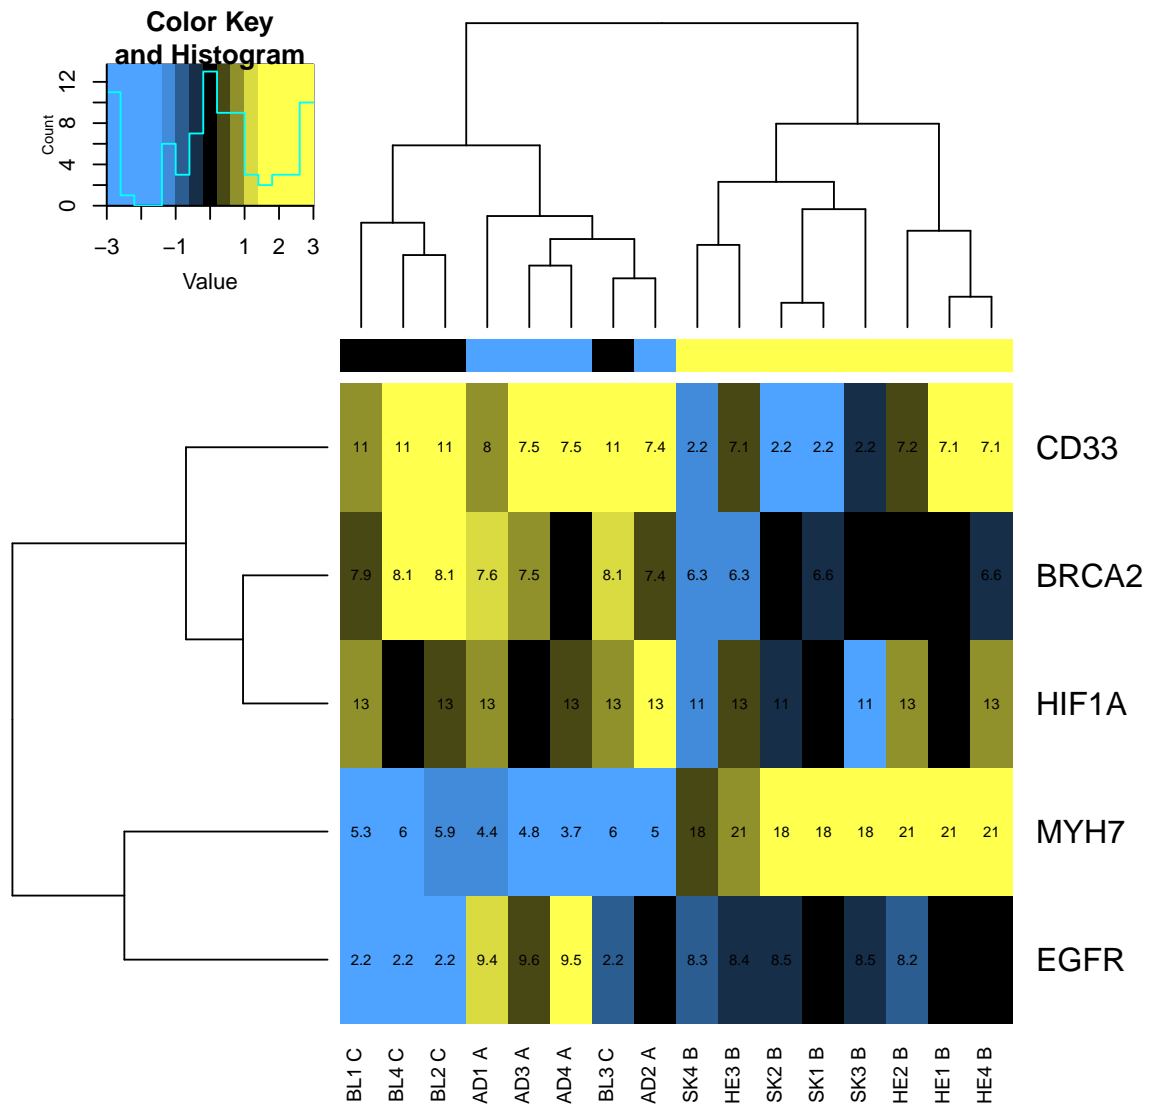 Color Key
and Histogram
Count
0 4 8 12
−3 −1 1 3
Value
11 11 11 8 7.5 7.5 11 7.4 2.2 7.1 2.2 2.2 2.2 7.2 7.1 7.1 CD33
7.9 8.1 8.1 7.6 7.5 8.1 7.4 6.3 6.3 6.6 6.6 BRCA2
13 13 13 13 13 13 11 13 11 11 13 13 HIF1A
5.3 6 5.9 4.4 4.8 3.7 6 5 18 21 18 18 18 21 21 21 MYH7
2.2 2.2 2.2 9.4 9.6 9.5 2.2 8.3 8.4 8.5 8.5 8.2 EGFR
BL1 C BL4 C BL2 C AD1 A AD3 A AD4 A BL3 C AD2 A SK4 B HE3 B SK2 B SK1 B SK3 B HE2 B HE1 B HE4 B